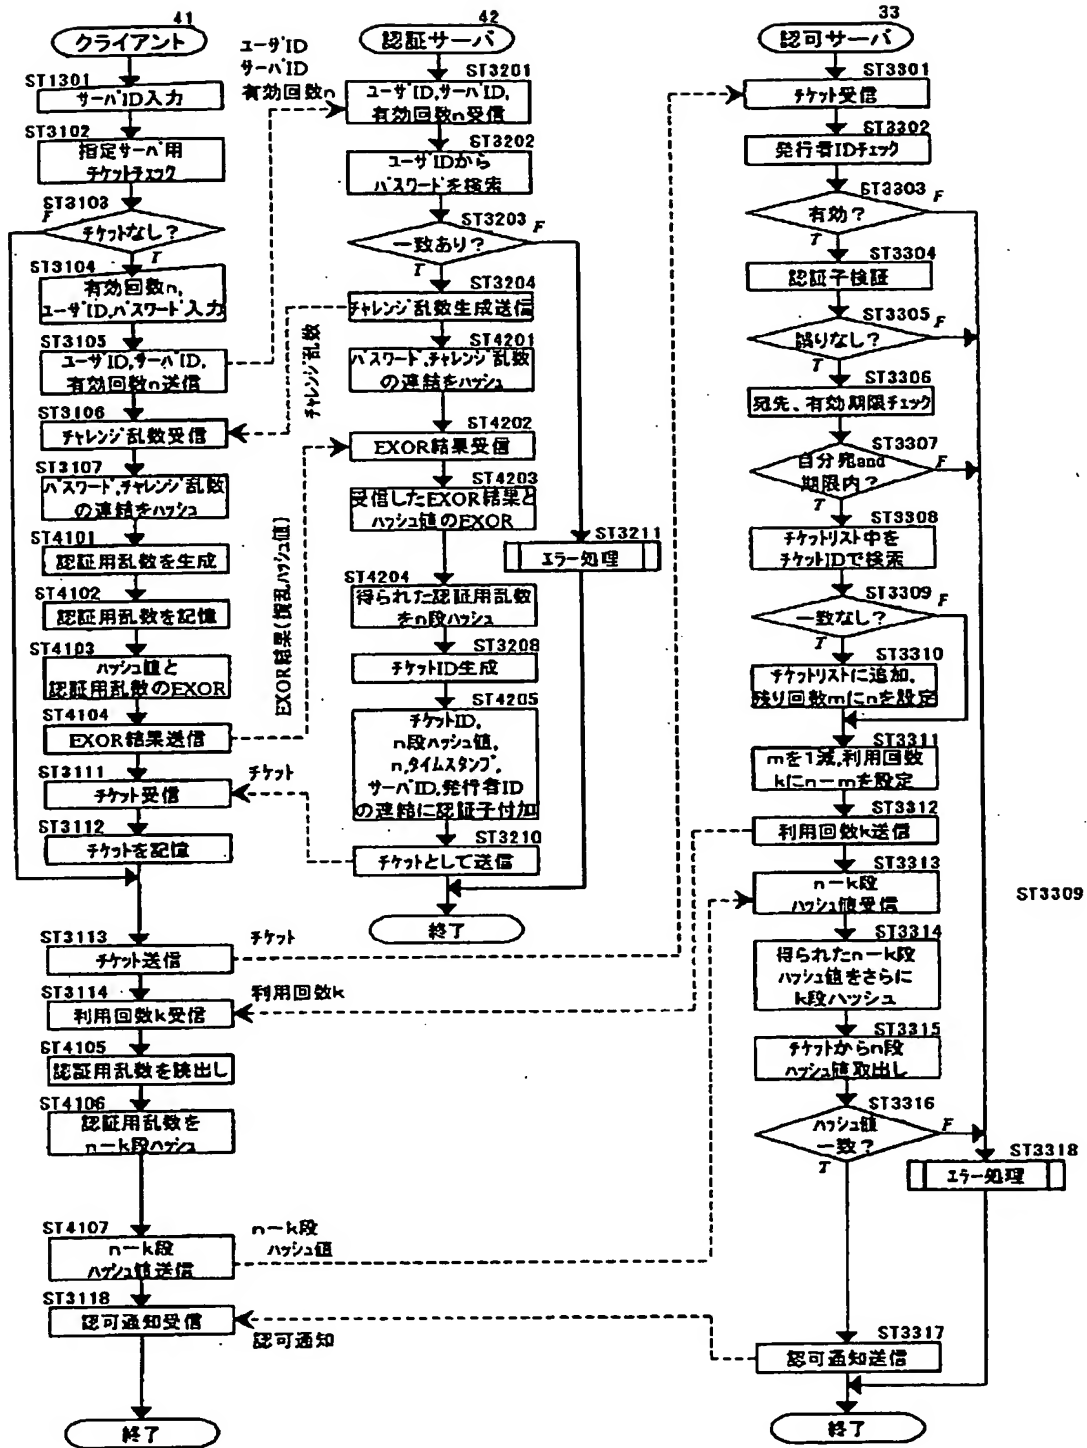 41
クライアント
ST1301
サーバID入力
ST3102
指定サーバ用
チケットチェック
ST3103
F
チケットなし?
T
ST3104
有効回数n,
ユーザID,パスワード入力
ST3105
ユーザID,サーバID,
有効回数n送信
ST3106
チャレンジ乱数受信
ST3107
パスワード,チャレンジ乱数
の連結をハッシュ
ST4101
認証用乱数を生成
ST4102
認証用乱数を記憶
ST4103
ハッシュ値と
認証用乱数のEXOR
ST4104
EXOR結果送信
ST3111
チケット受信
ST3112
チケットを記憶
ST3113
チケット送信
ST3114
利用回数k受信
ST4105
認証用乱数を読出し
ST4106
認証用乱数を
n-k段ハッシュ
ST4107
n-k段
ハッシュ値送信
ST3118
認可通知受信
終了
ユーザID
サーバID
有効回数n
チャレンジ乱数
EXOR結果(撹乱ハッシュ値)
チケット
チケット
利用回数k
n-k段
ハッシュ値
認可通知
42
認証サーバ
ST3201
ユーザID,サーバID,
有効回数n受信
ST3202
ユーザIDから
パスワードを検索
ST3203
一致あり?
F
T
ST3204
チャレンジ乱数生成送信
ST4201
パスワード,チャレンジ乱数
の連結をハッシュ
ST4202
EXOR結果受信
ST4203
受信したEXOR結果と
ハッシュ値のEXOR
ST3211
エラー処理
ST4204
得られた認証用乱数
をn段ハッシュ
ST3208
チケットID生成
ST4205
チケットID,
n段ハッシュ値,
n,タイムスタンプ,
サーバID,発行者ID
の連結に認証子付加
ST3210
チケットとして送信
終了
33
認可サーバ
ST3301
チケット受信
ST3302
発行者IDチェック
ST3303
有効?
F
T
ST3304
認証子検証
ST3305
誤りなし?
F
T
ST3306
宛先、有効期限チェック
ST3307
自分宛and
期限内?
F
T
ST3308
チケットリスト中を
チケットIDで検索
ST3309
一致なし?
F
T
ST3310
チケットリストに追加,
残り回数mにnを設定
ST3311
mを1減,利用回数
kにn-mを設定
ST3312
利用回数k送信
ST3313
n-k段
ハッシュ値受信
ST3309
ST3314
得られたn-k段
ハッシュ値をさらに
k段ハッシュ
ST3315
チケットからn段
ハッシュ値取出し
ST3316
ハッシュ値
一致?
F
T
ST3318
エラー処理
ST3317
認可通知送信
終了